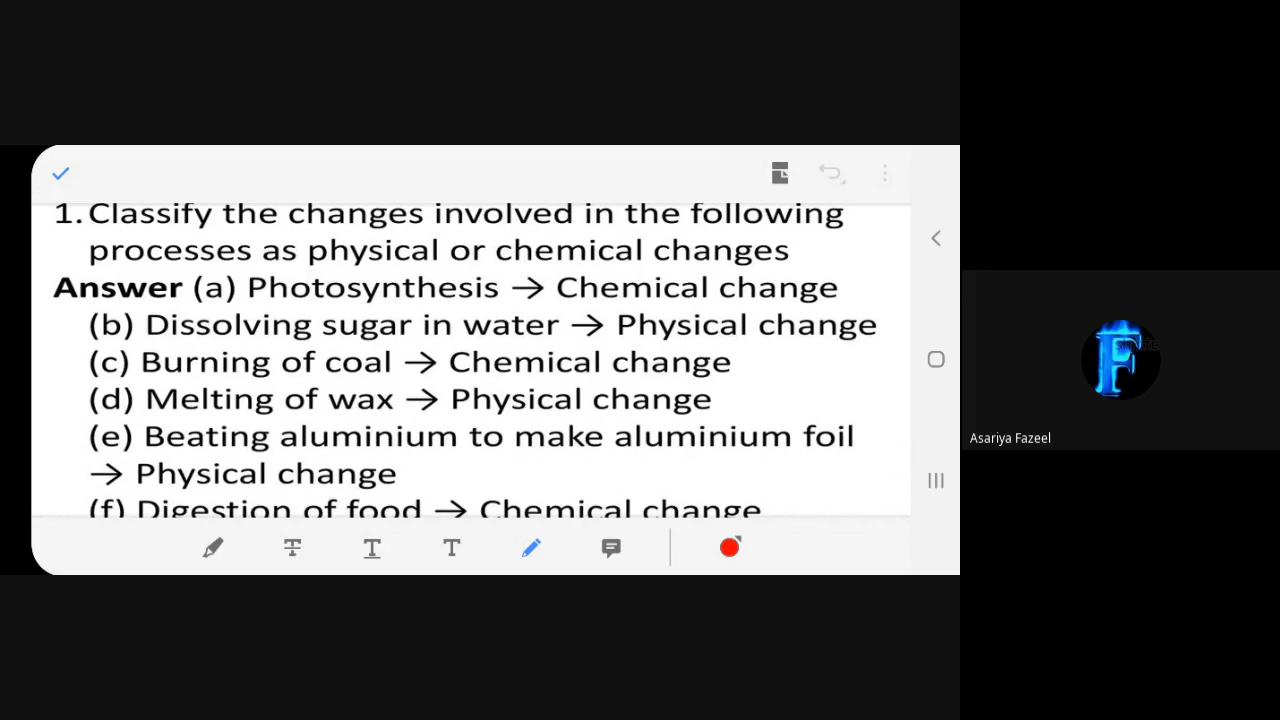 1. Classify the changes involved in the following
processes as physical or chemical changes
Answer (a) Photosynthesis → Chemical change
(b) Dissolving sugar in water → Physical change
(c) Burning of coal → Chemical change
(d) Melting of wax → Physical change
(e) Beating aluminium to make aluminium foil
→ Physical change
(f) Digestion of food → Chemical change
T T T
F
Asariya Fazeel